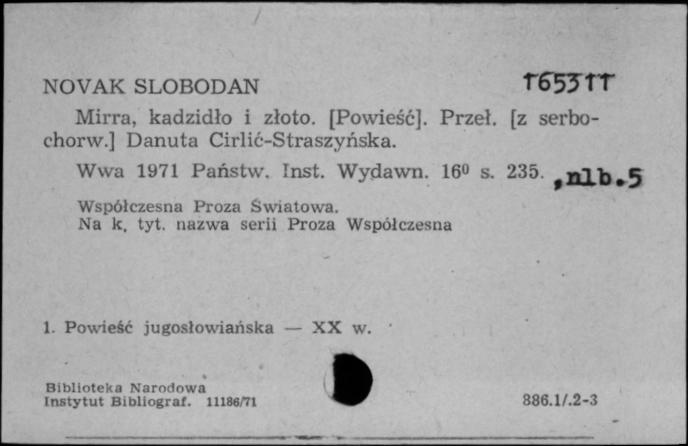 NOVAK SLOBODAN T6531T
Mirra, kadzidło i złoto. [Powieść]. Przeł. [z serbo-
chorw.] Danuta Cirlić-Straszyńska.
Wwa 1971 Państw. Inst. Wydawn. 16º s. 235. ,nlb.5
Współczesna Proza Światowa.
Na k. tyt. nazwa serii Proza Współczesna
1. Powieść jugosłowiańska — XX w.
Biblioteka Narodowa
Instytut Bibliograf. 11186/71 886.1/.2-3